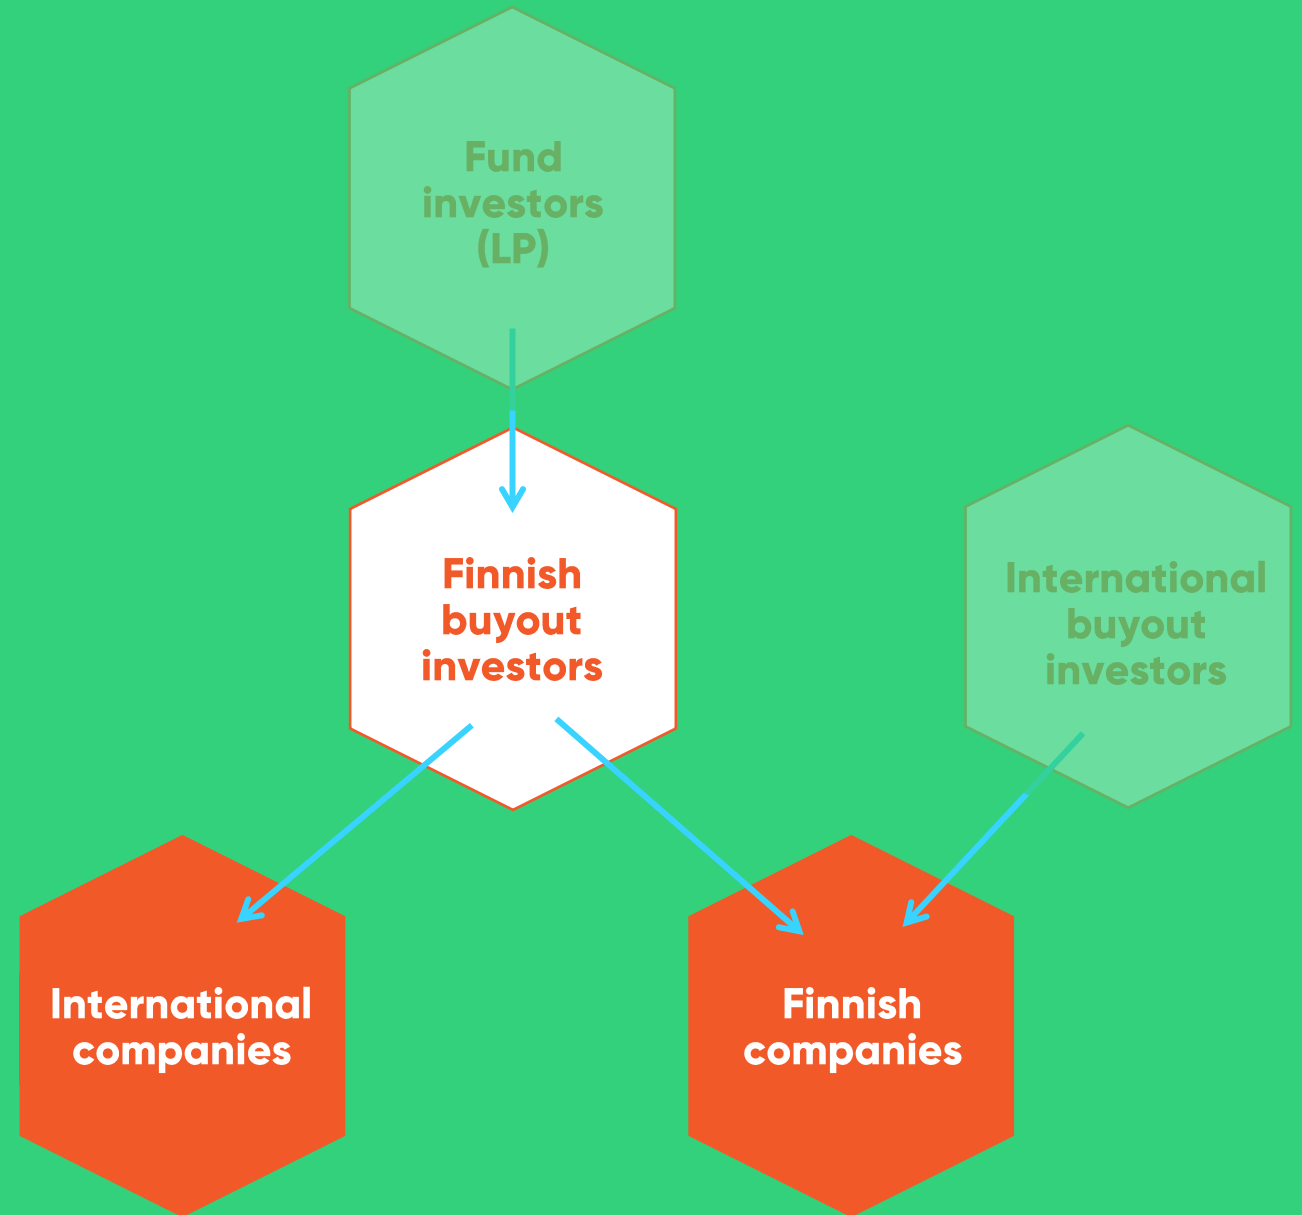 Fund
investors
(LP)
Finnish
buyout
investors
International
buyout
investors
International
companies
Finnish
companies